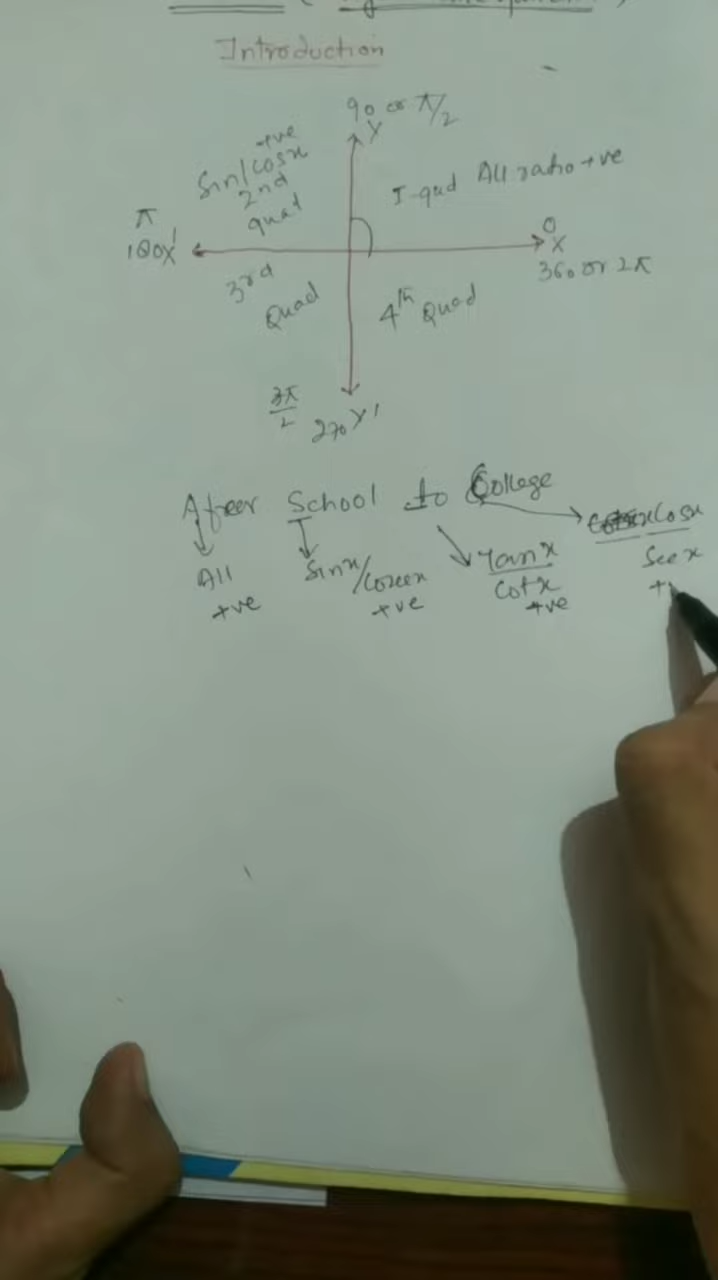 Introduction
90 or π/2
Y
+ve
Sin/Cosx
2nd
quad
I-qud All ratio +ve
π
180 X'
0
X
360 or 2π
3rd
Quad
4th Quad
3π/2
270 Y'
After School to College
All
+ve
Sinx/Cosecx
+ve
Tanx
Cotx
+ve
Cosx
Secx
+